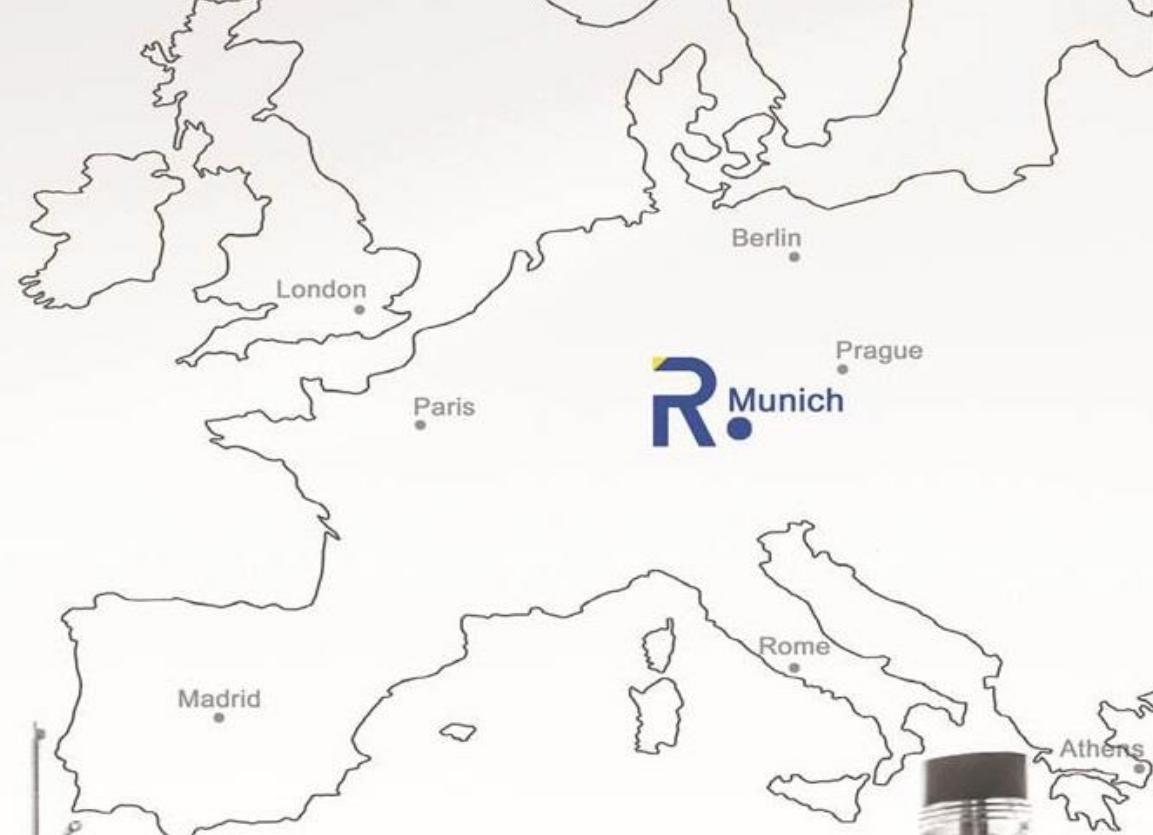 Berlin
London
Prague
R
Munich
Paris
Rome
Madrid
Athens